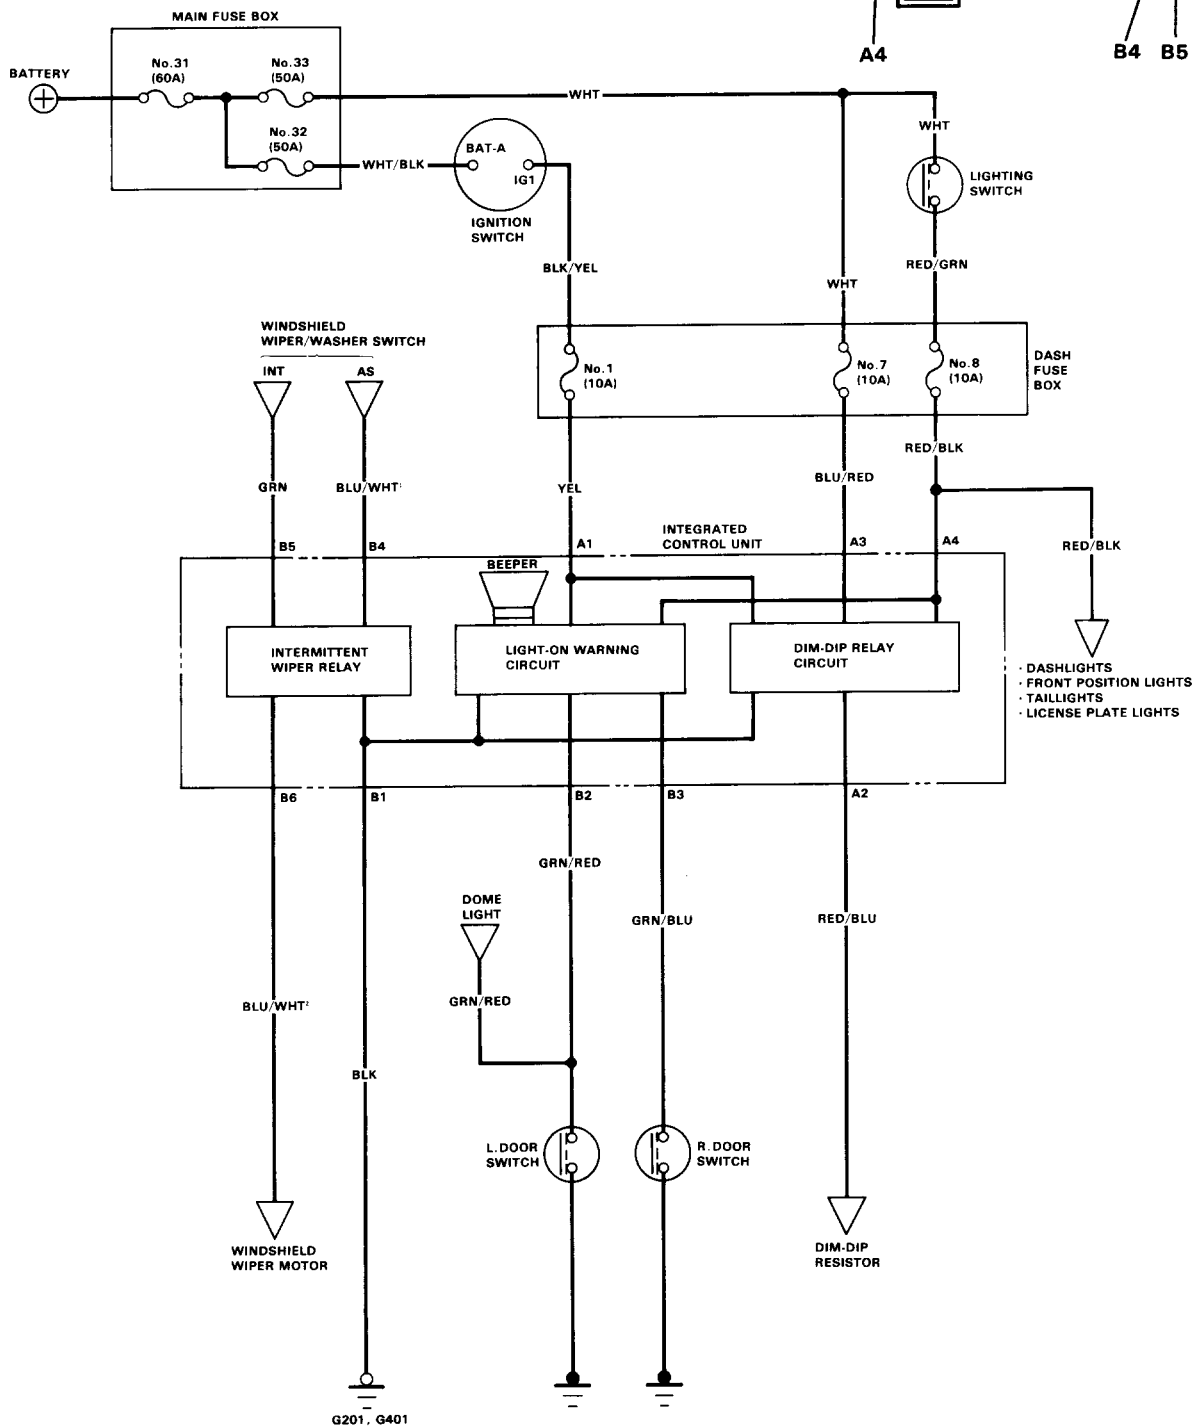 MAIN FUSE BOX
A4
B4 B5
BATTERY
No.31
(60A)
No.33
(50A)
No.32
(50A)
WHT
WHT
WHT/BLK
BAT-A
IG1
IGNITION
SWITCH
LIGHTING
SWITCH
BLK/YEL
WHT
RED/GRN
WINDSHIELD
WIPER/WASHER SWITCH
INT
AS
No.1
(10A)
No.7
(10A)
No.8
(10A)
DASH
FUSE
BOX
GRN
BLU/WHT¹
YEL
BLU/RED
RED/BLK
RED/BLK
INTEGRATED
CONTROL UNIT
B5
B4
A1
A3
A4
BEEPER
INTERMITTENT
WIPER RELAY
LIGHT-ON WARNING
CIRCUIT
DIM-DIP RELAY
CIRCUIT
· DASHLIGHTS
· FRONT POSITION LIGHTS
· TAILLIGHTS
· LICENSE PLATE LIGHTS
B6
B1
B2
B3
A2
GRN/RED
DOME
LIGHT
GRN/BLU
RED/BLU
GRN/RED
BLU/WHT²
BLK
L.DOOR
SWITCH
R.DOOR
SWITCH
WINDSHIELD
WIPER MOTOR
DIM-DIP
RESISTOR
G201, G401